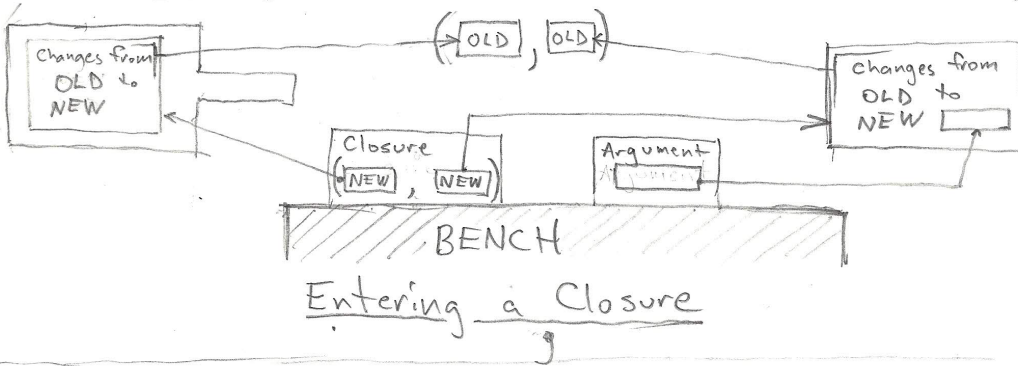 ( OLD , OLD )
Changes from
OLD to
NEW
Changes from
OLD to
NEW
Closure
( NEW , NEW )
Argument
BENCH
Entering a Closure
g